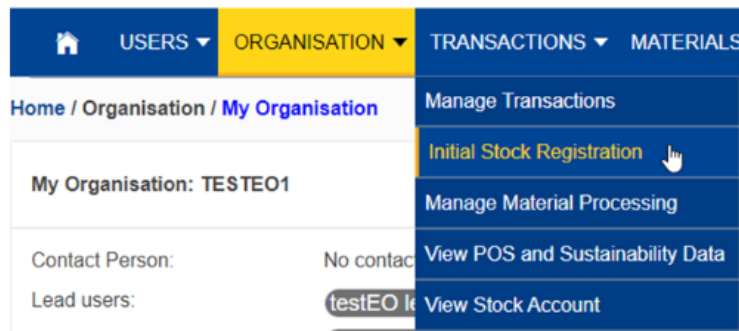 USERS ▼ ORGANISATION ▼ TRANSACTIONS ▼ MATERIALS
Home / Organisation / My Organisation
Manage Transactions
Initial Stock Registration
My Organisation: TESTEO1
Manage Material Processing
Contact Person: No contac
View POS and Sustainability Data
Lead users: testEO le
View Stock Account